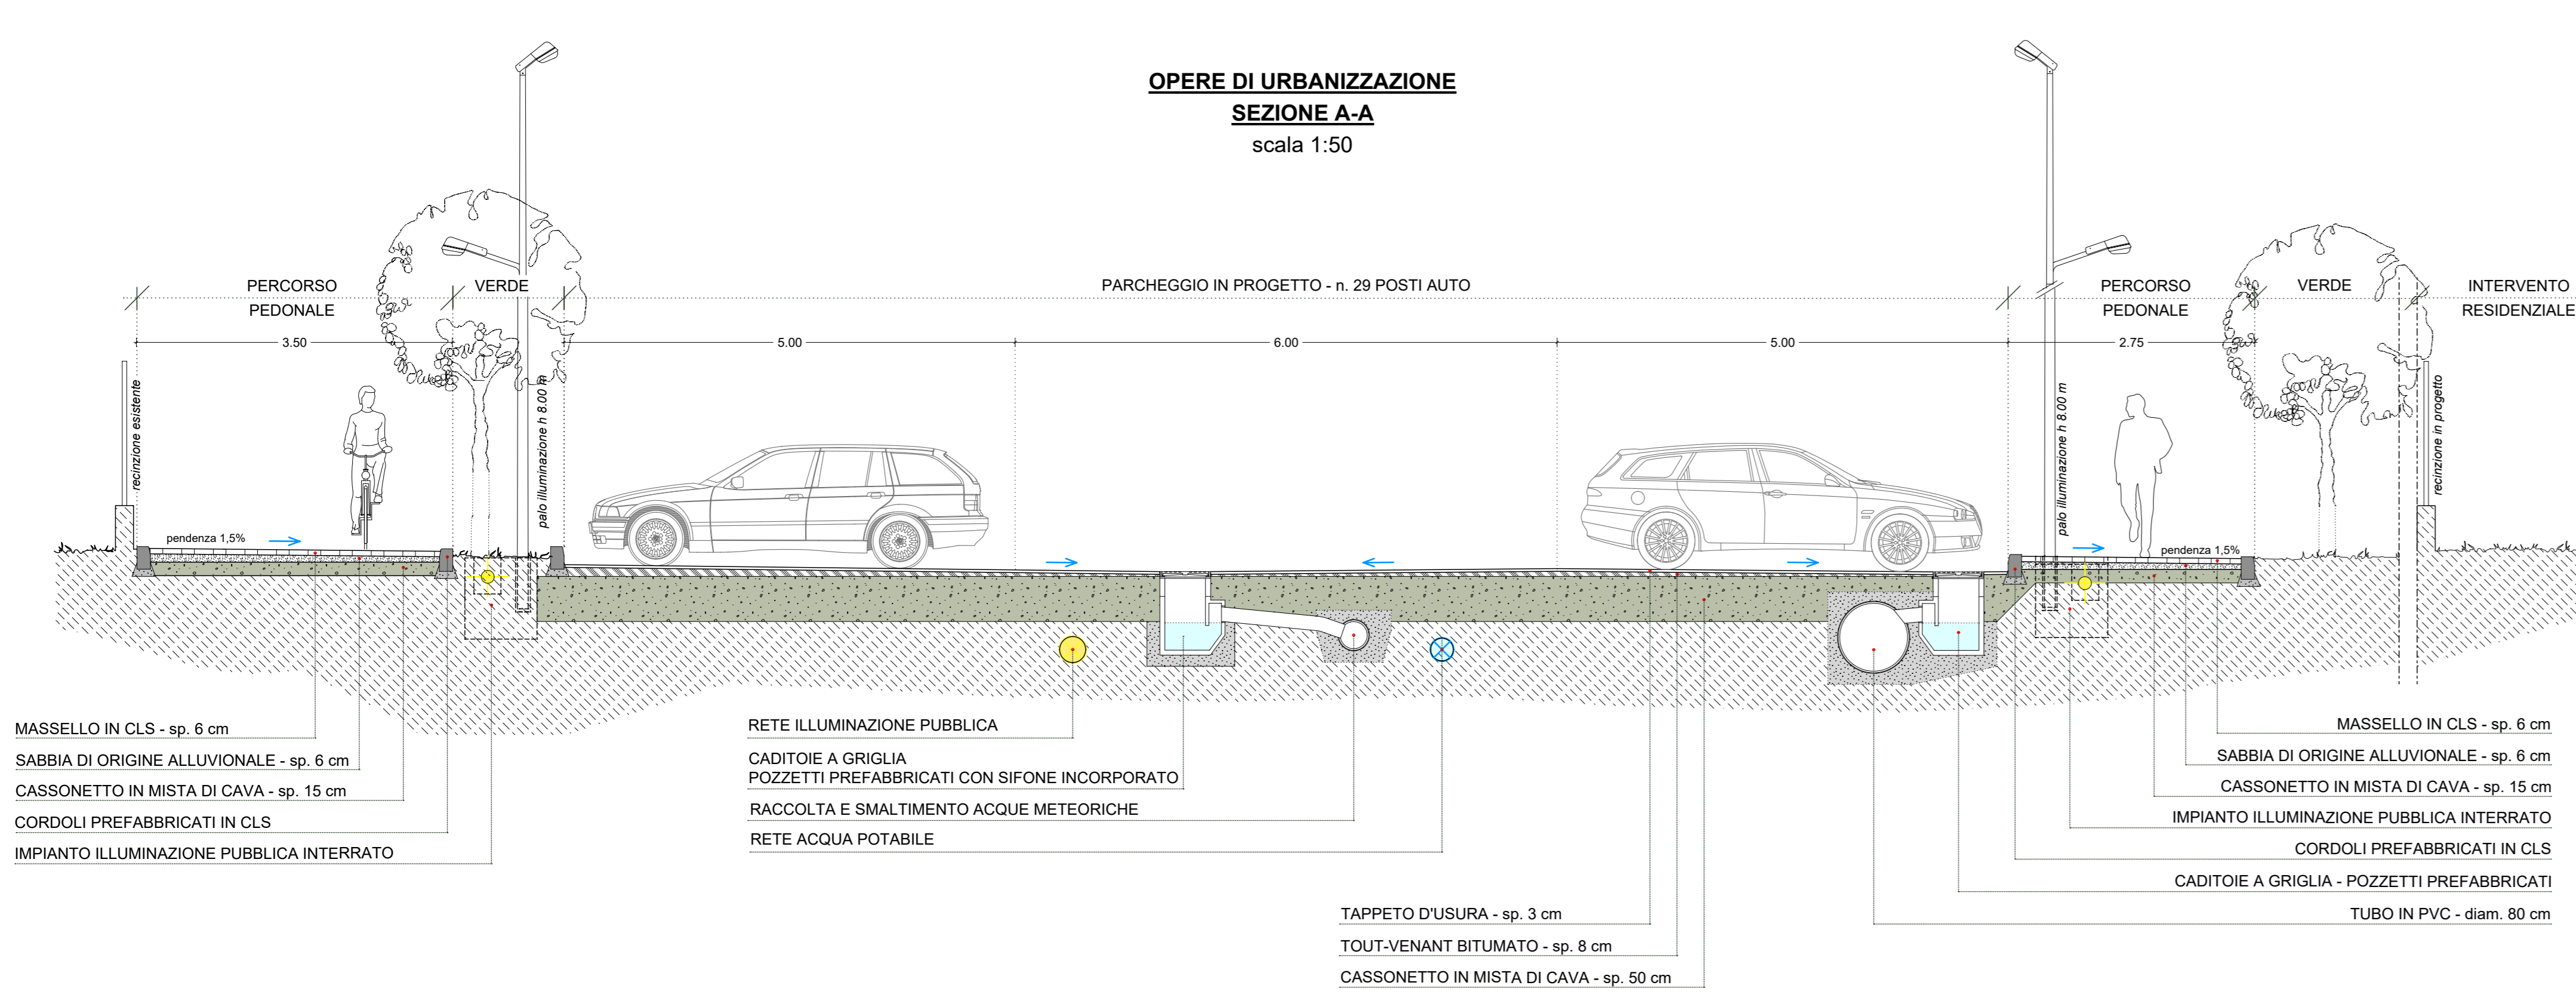 OPERE DI URBANIZZAZIONE
SEZIONE A-A
scala 1:50
PERCORSO
PEDONALE
VERDE
PARCHEGGIO IN PROGETTO - n. 29 POSTI AUTO
PERCORSO
PEDONALE
VERDE
INTERVENTO
RESIDENZIALE
3.50
5.00
6.00
5.00
2.75
recinzione esistente
palo illuminazione h 8.00 m
palo illuminazione h 8.00 m
recinzione in progetto
pendenza 1,5%
pendenza 1,5%
MASSELLO IN CLS - sp. 6 cm
SABBIA DI ORIGINE ALLUVIONALE - sp. 6 cm
CASSONETTO IN MISTA DI CAVA - sp. 15 cm
CORDOLI PREFABBRICATI IN CLS
IMPIANTO ILLUMINAZIONE PUBBLICA INTERRATO
RETE ILLUMINAZIONE PUBBLICA
CADITOIE A GRIGLIA
POZZETTI PREFABBRICATI CON SIFONE INCORPORATO
RACCOLTA E SMALTIMENTO ACQUE METEORICHE
RETE ACQUA POTABILE
TAPPETO D'USURA - sp. 3 cm
TOUT-VENANT BITUMATO - sp. 8 cm
CASSONETTO IN MISTA DI CAVA - sp. 50 cm
MASSELLO IN CLS - sp. 6 cm
SABBIA DI ORIGINE ALLUVIONALE - sp. 6 cm
CASSONETTO IN MISTA DI CAVA - sp. 15 cm
IMPIANTO ILLUMINAZIONE PUBBLICA INTERRATO
CORDOLI PREFABBRICATI IN CLS
CADITOIE A GRIGLIA - POZZETTI PREFABBRICATI
TUBO IN PVC - diam. 80 cm